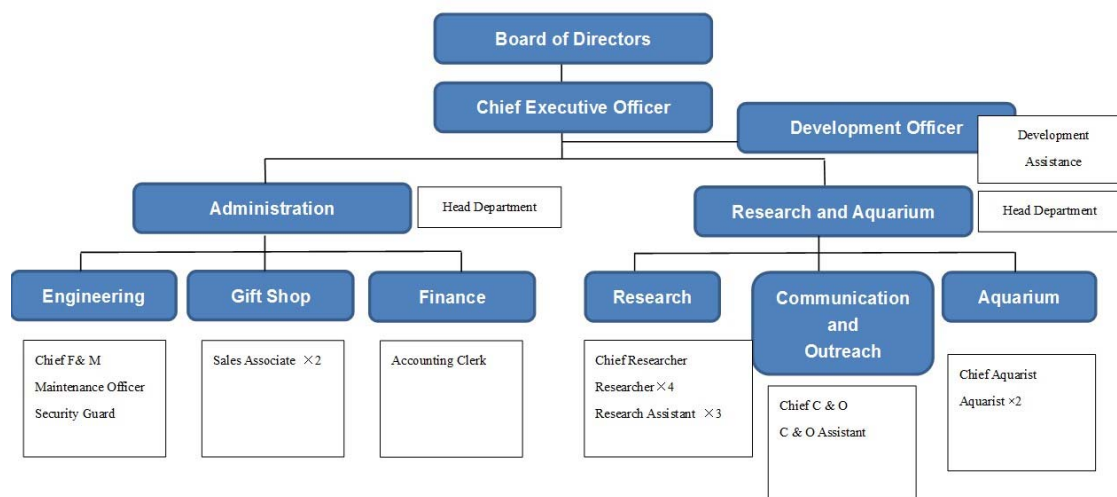 Board of Directors
Chief Executive Officer
Development Officer
Development
Assistance
Administration
Head Department
Research and Aquarium
Head Department
Engineering
Gift Shop
Finance
Research
Communication
and
Outreach
Aquarium
Chief F& M
Maintenance Officer
Security Guard
Sales Associate ×2
Accounting Clerk
Chief Researcher
Researcher×4
Research Assistant ×3
Chief C & O
C & O Assistant
Chief Aquarist
Aquarist ×2